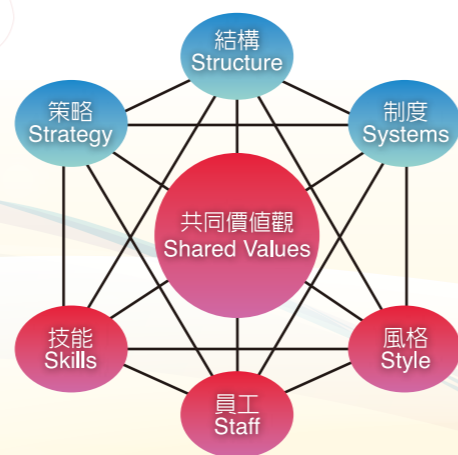 結構
Structure
策略
Strategy
制度
Systems
共同價值觀
Shared Values
技能
Skills
風格
Style
員工
Staff